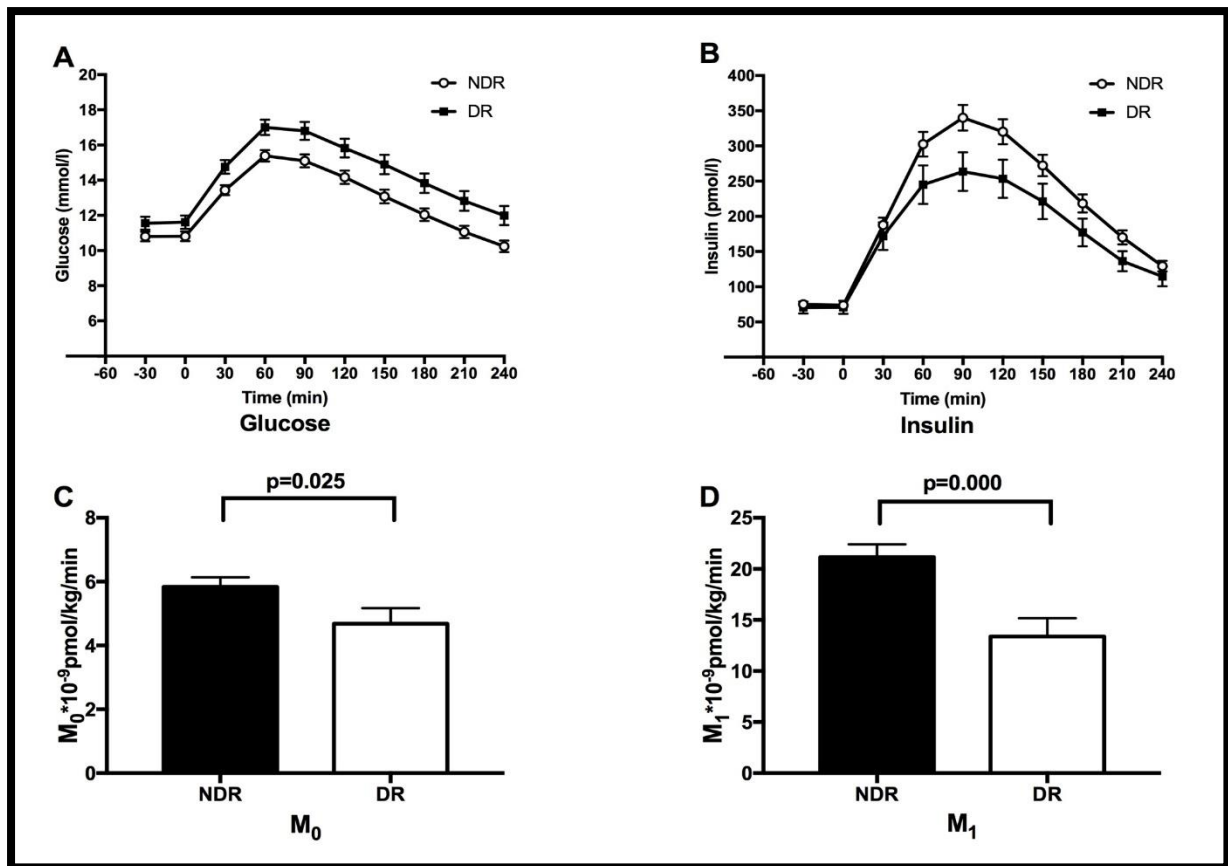 A
B
NDR
DR
Glucose (mmol/l)
20
18
16
14
12
10
8
6
-60 -30 0 30 60 90 120 150 180 210 240
Time (min)
Glucose
NDR
DR
Insulin (pmol/l)
400
350
300
250
200
150
100
50
-60 -30 0 30 60 90 120 150 180 210 240
Time (min)
Insulin
C
p=0.025
M0*10-9pmol/kg/min
8
6
4
2
0
NDR DR
M0
D
p=0.000
M1*10-9pmol/kg/min
25
20
15
10
5
0
NDR DR
M1